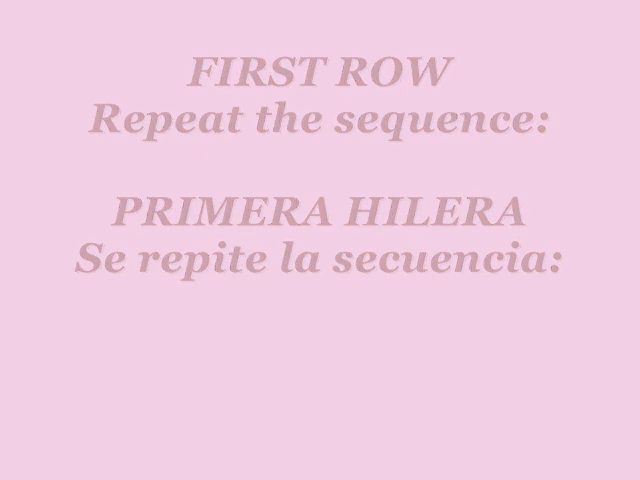 FIRST ROW
Repeat the sequence:
PRIMERA HILERA
Se repite la secuencia: